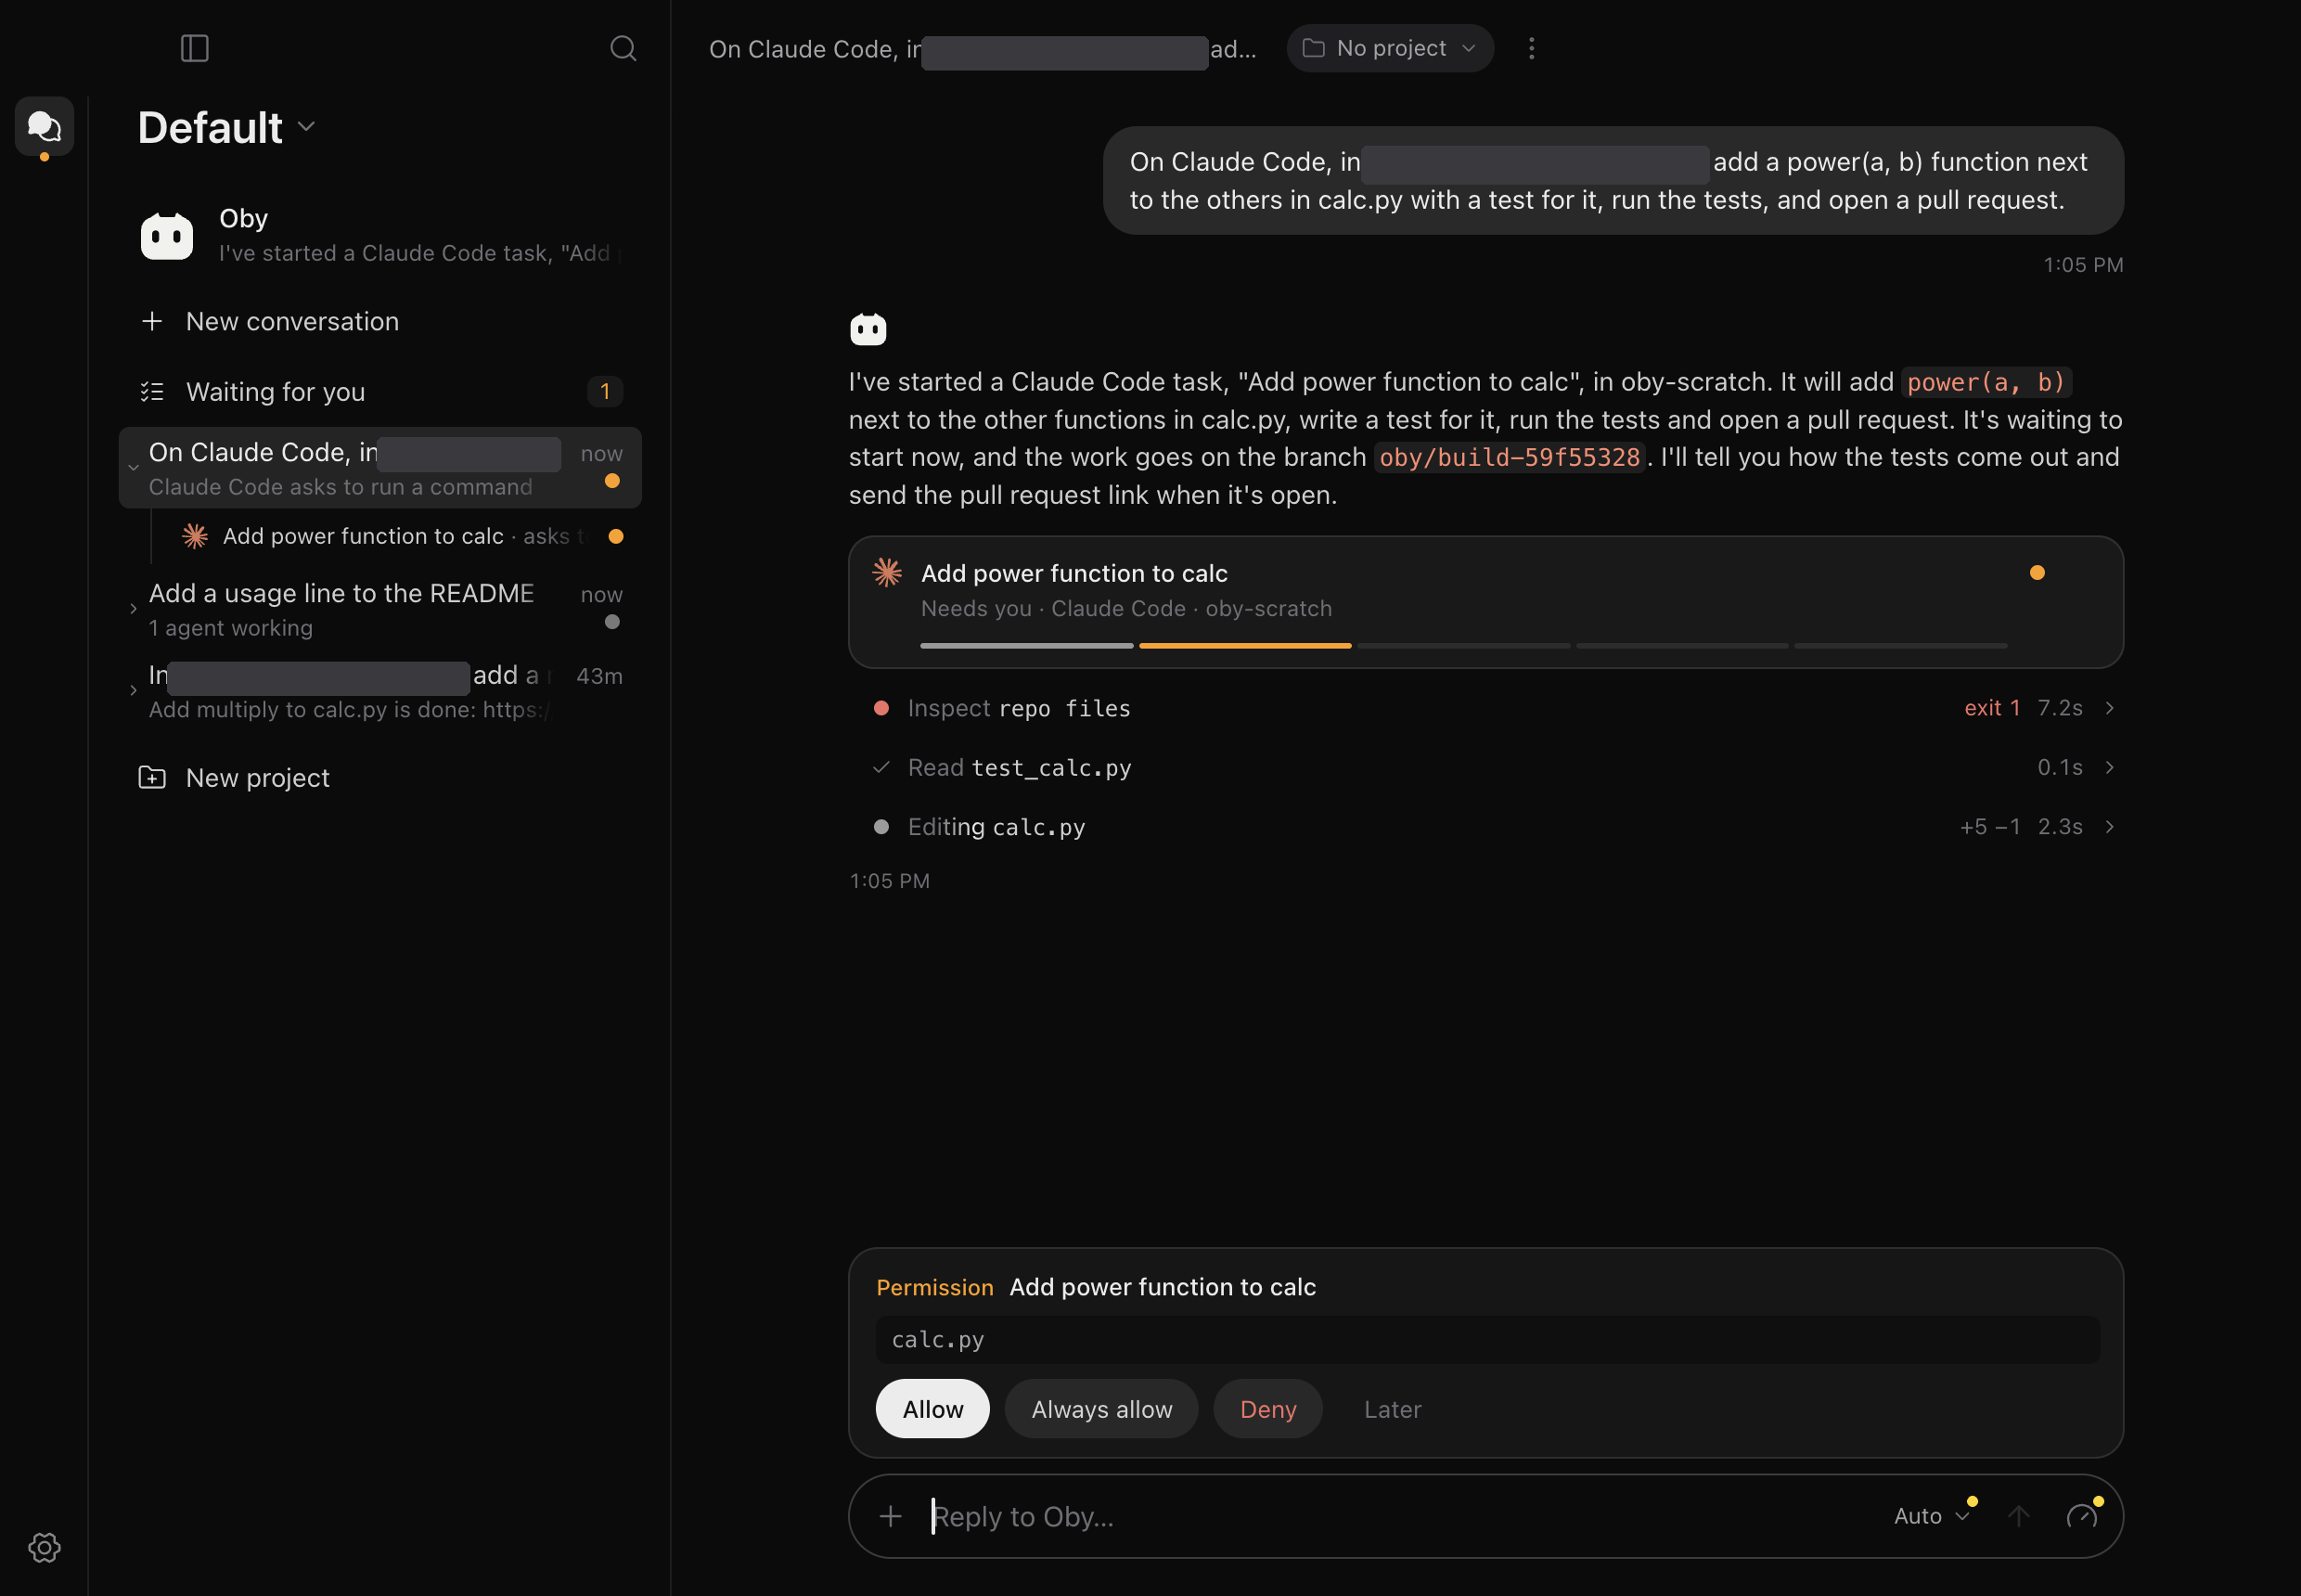 Default
Oby
I've started a Claude Code task, "Add
New conversation
Waiting for you 1
On Claude Code, in now
Claude Code asks to run a command
Add power function to calc · asks
Add a usage line to the README now
1 agent working
In add a 43m
Add multiply to calc.py is done: https:/
New project
On Claude Code, in ad... No project
On Claude Code, in add a power(a, b) function next
to the others in calc.py with a test for it, run the tests, and open a pull request.
1:05 PM
I've started a Claude Code task, "Add power function to calc", in oby-scratch. It will add power(a, b)
next to the other functions in calc.py, write a test for it, run the tests and open a pull request. It's waiting to
start now, and the work goes on the branch oby/build-59f55328. I'll tell you how the tests come out and
send the pull request link when it's open.
Add power function to calc
Needs you · Claude Code · oby-scratch
Inspect repo files exit 1 7.2s
Read test_calc.py 0.1s
Editing calc.py +5 −1 2.3s
1:05 PM
Permission Add power function to calc
calc.py
Allow Always allow Deny Later
Reply to Oby... Auto